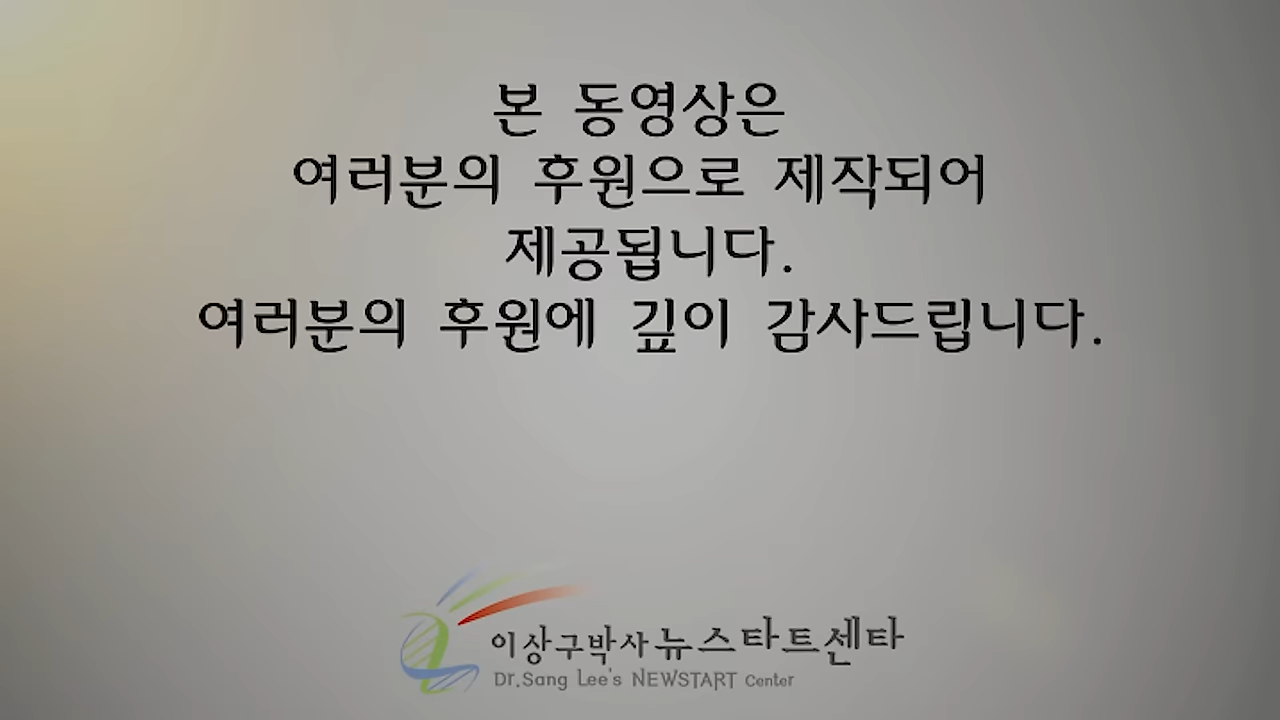 본 동영상은
여러분의 후원으로 제작되어
제공됩니다.
여러분의 후원에 깊이 감사드립니다.
이상구박사 뉴스타트센타
Dr.Sang Lee's NEWSTART Center